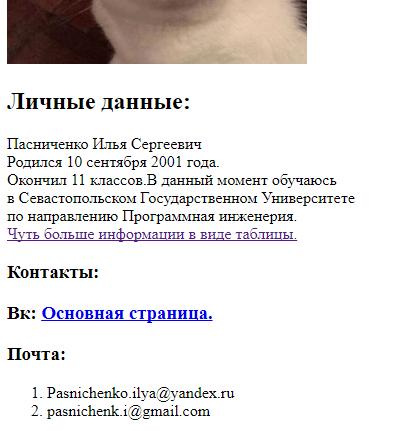 Личные данные:
Пасниченко Илья Сергеевич
Родился 10 сентября 2001 года.
Окончил 11 классов.В данный момент обучаюсь
в Севастопольском Государственном Университете
по направлению Программная инженерия.
Чуть больше информации в виде таблицы.
Контакты:
Вк: Основная страница.
Почта:
1. Pasnichenko.ilya@yandex.ru
2. pasnichenk.i@gmail.com